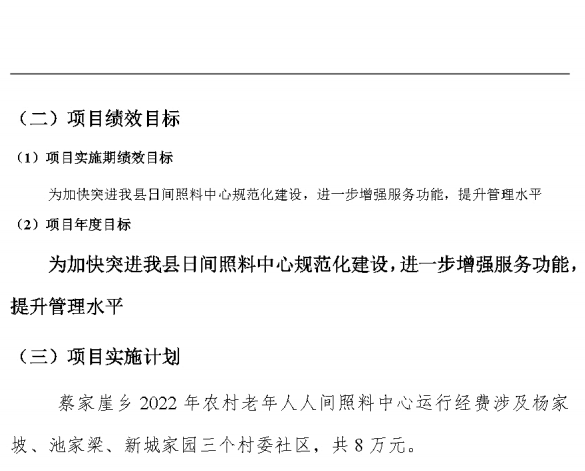 （二）项目绩效目标
（1）项目实施期绩效目标
为加快突进我县日间照料中心规范化建设，进一步增强服务功能，提升管理水平
（2）项目年度目标
为加快突进我县日间照料中心规范化建设，进一步增强服务功能，
提升管理水平
（三）项目实施计划
蔡家崖乡 2022 年农村老年人人间照料中心运行经费涉及杨家
坡、池家梁、新城家园三个村委社区，共 8 万元。